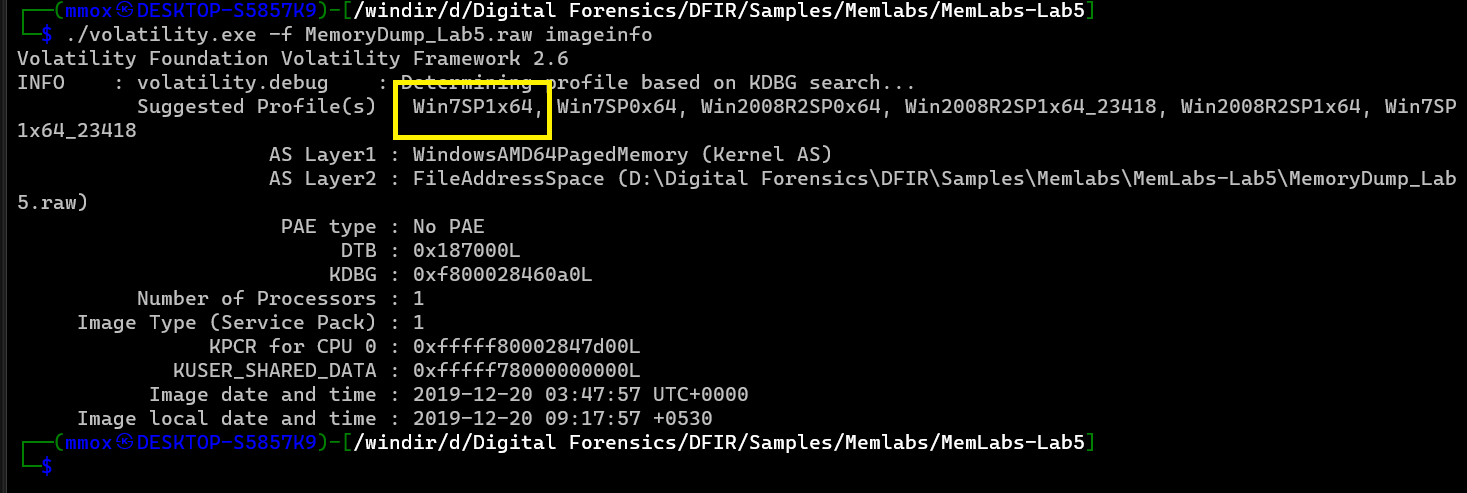 ┌──(mmox㉿DESKTOP-S5857K9)-[/windir/d/Digital Forensics/DFIR/Samples/Memlabs/MemLabs-Lab5]
└─$ ./volatility.exe -f MemoryDump_Lab5.raw imageinfo
Volatility Foundation Volatility Framework 2.6
INFO    : volatility.debug    : Determining profile based on KDBG search...
          Suggested Profile(s)   Win7SP1x64, Win7SP0x64, Win2008R2SP0x64, Win2008R2SP1x64_23418, Win2008R2SP1x64, Win7SP
1x64_23418
                     AS Layer1 : WindowsAMD64PagedMemory (Kernel AS)
                     AS Layer2 : FileAddressSpace (D:\Digital Forensics\DFIR\Samples\Memlabs\MemLabs-Lab5\MemoryDump_Lab
5.raw)
                      PAE type : No PAE
                           DTB : 0x187000L
                          KDBG : 0xf800028460a0L
          Number of Processors : 1
     Image Type (Service Pack) : 1
                KPCR for CPU 0 : 0xfffff80002847d00L
             KUSER_SHARED_DATA : 0xfffff78000000000L
           Image date and time : 2019-12-20 03:47:57 UTC+0000
     Image local date and time : 2019-12-20 09:17:57 +0530
┌──(mmox㉿DESKTOP-S5857K9)-[/windir/d/Digital Forensics/DFIR/Samples/Memlabs/MemLabs-Lab5]
└─$